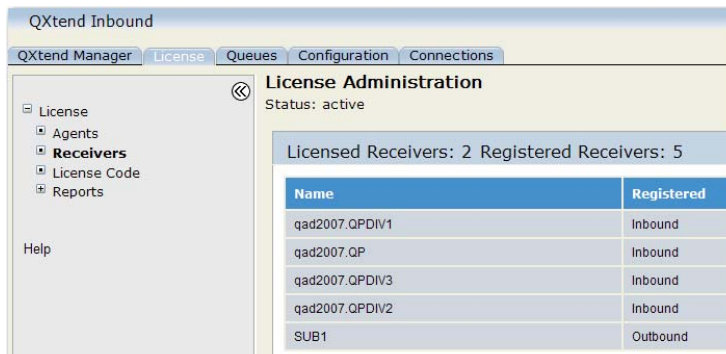 QXtend Inbound
QXtend Manager License Queues Configuration Connections
License
Agents
Receivers
License Code
Reports
Help
License Administration
Status: active
Licensed Receivers: 2 Registered Receivers: 5
Name Registered
qad2007.QPDIV1 Inbound
qad2007.QP Inbound
qad2007.QPDIV3 Inbound
qad2007.QPDIV2 Inbound
SUB1 Outbound